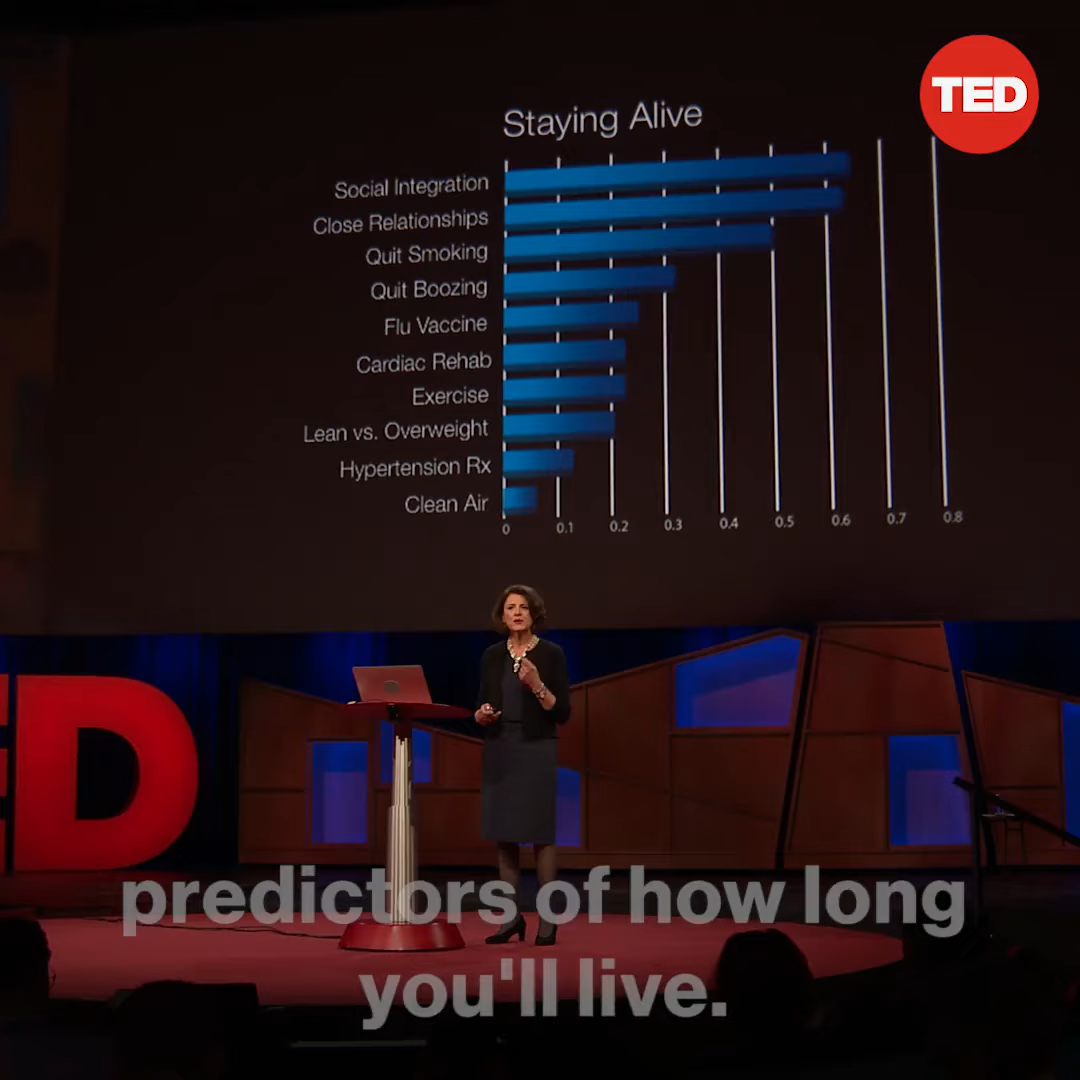 TED
Staying Alive
Social Integration
Close Relationships
Quit Smoking
Quit Boozing
Flu Vaccine
Cardiac Rehab
Exercise
Lean vs. Overweight
Hypertension Rx
Clean Air
0 0.1 0.2 0.3 0.4 0.5 0.6 0.7 0.8
ED
predictors of how long
you'll live.